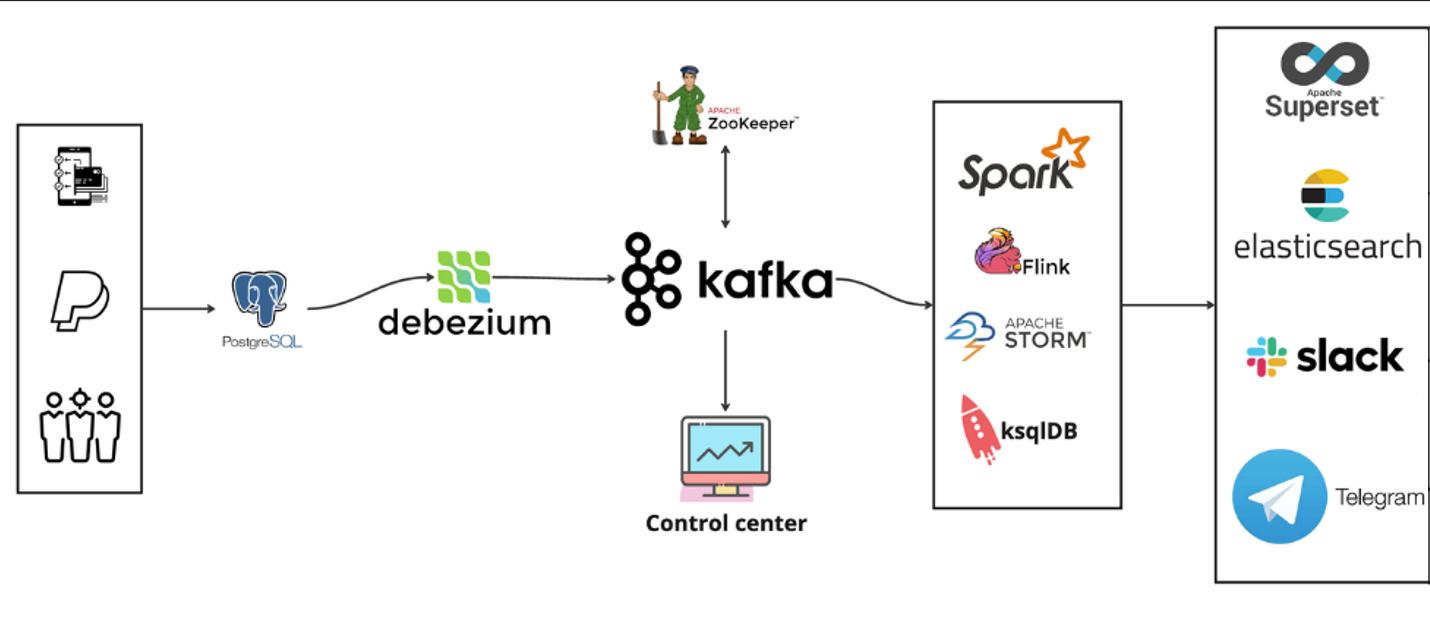 APACHE
ZooKeeper™
PostgreSQL
debezium
kafka
Control center
Spark
Flink
APACHE
STORM™
ksqlDB
Apache
Superset™
elasticsearch
slack
Telegram